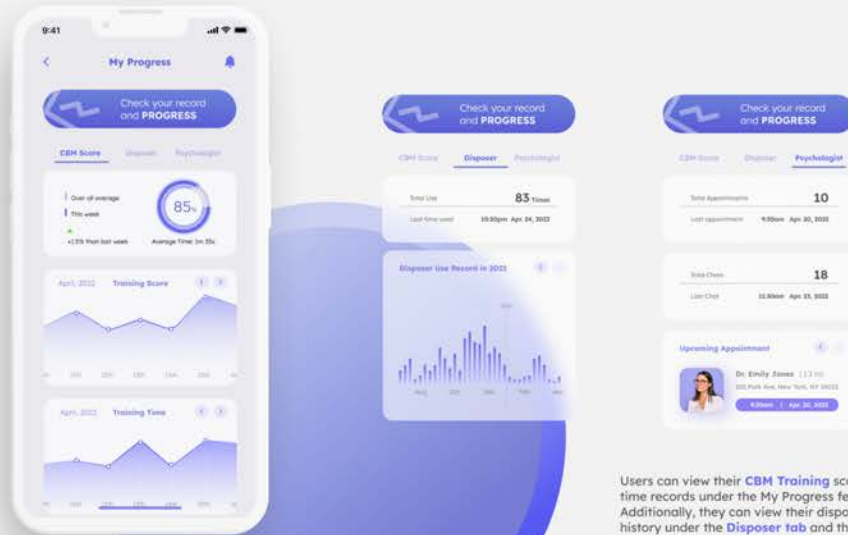 9:41
My Progress
Check your record
and PROGRESS
CBM Score Disposer Psychologist
Over all average
This week
85%
+15% than last week
Average Time: 1m 35s
April, 2022 Training Score
April, 2022 Training Time
Check your record
and PROGRESS
CBM Score Disposer Psychologist
Total Use 83 Times
Last time used 10:30pm Apr. 24, 2022
Disposer Use Record in 2022
Aug
Check your record
and PROGRESS
CBM Score Disposer Psychologist
Total Appointments 10
Last appointment 9:30am Apr. 20, 2022
Total Chats 18
Last Chat 11:30am Apr. 23, 2022
Upcoming Appointment
Dr. Emily Jones
9:30am | Apr. 30, 2022
Users can view their CBM Training sco
time records under the My Progress fe
Additionally, they can view their dispo
history under the Disposer tab and th